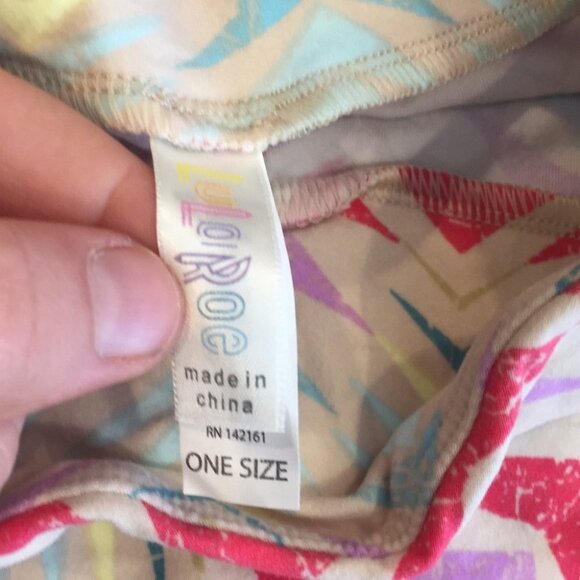 LuLaRoe
made in
china
RN 142161
ONE SIZE